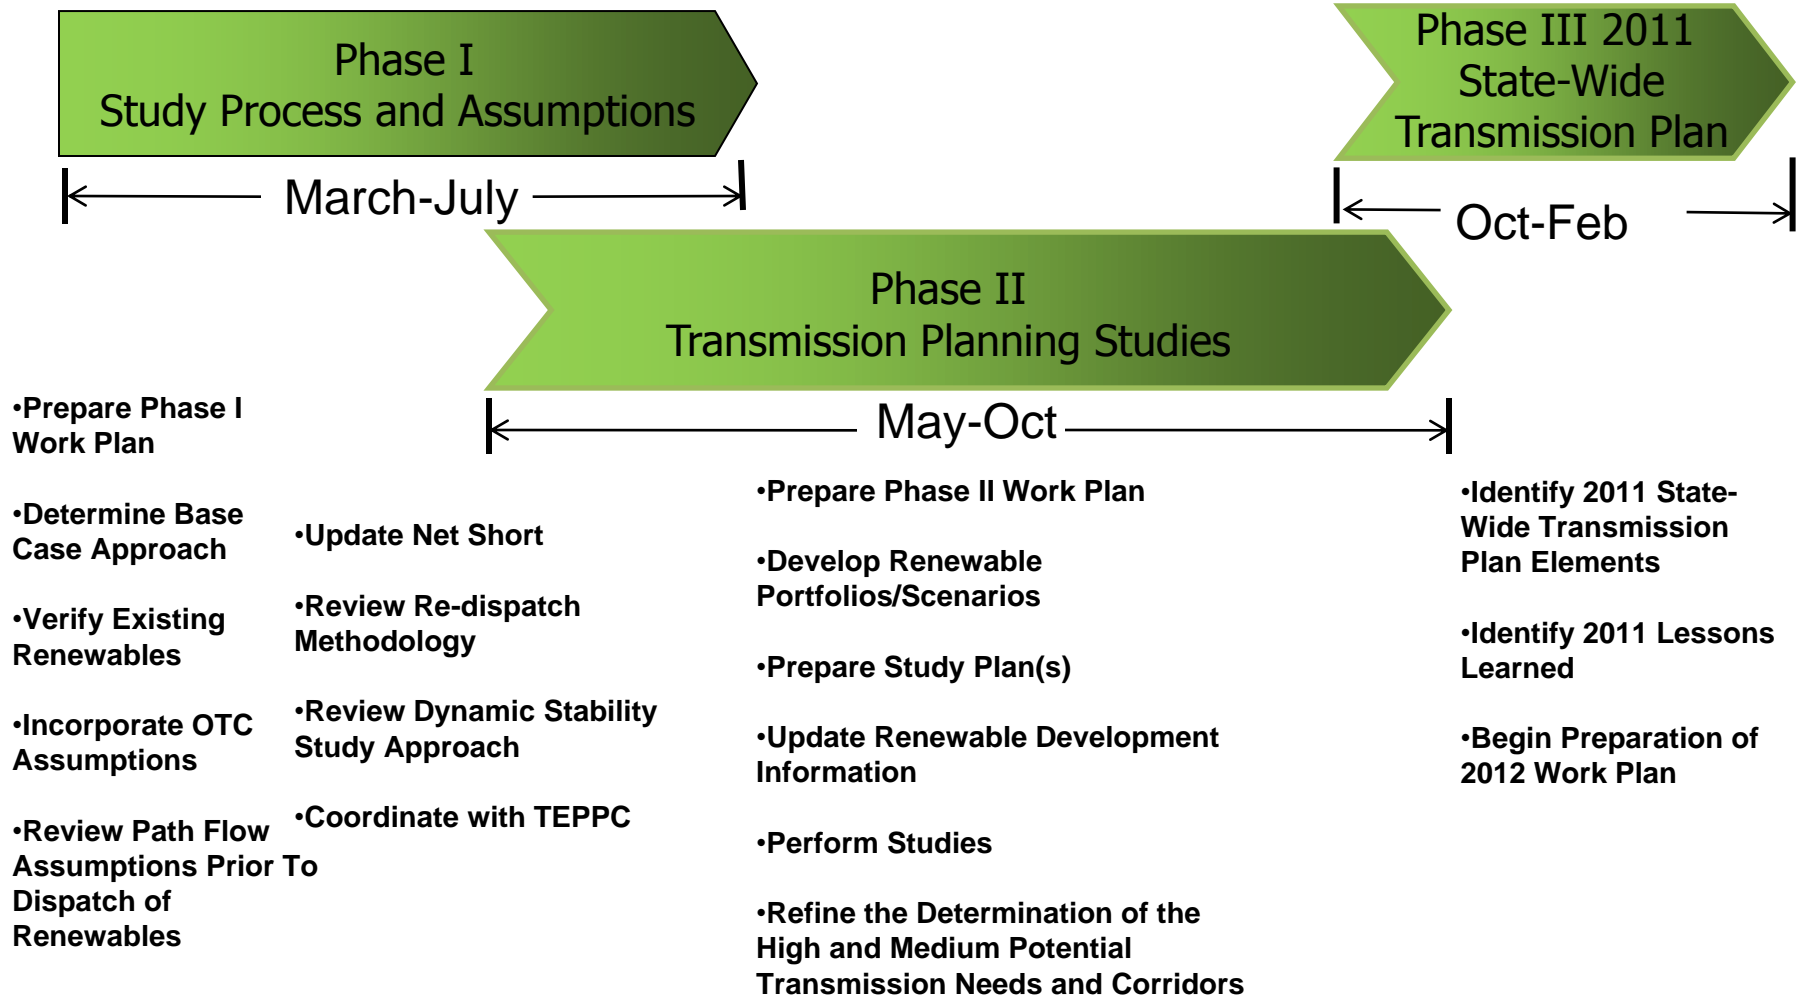 Phase I
Study Process and Assumptions
March-July
Phase III 2011
State-Wide
Transmission Plan
Oct-Feb
Phase II
Transmission Planning Studies
May-Oct
•Prepare Phase I
Work Plan
•Determine Base
Case Approach
•Verify Existing
Renewables
•Incorporate OTC
Assumptions
•Review Path Flow
Assumptions Prior To
Dispatch of
Renewables
•Update Net Short
•Review Re-dispatch
Methodology
•Review Dynamic Stability
Study Approach
•Coordinate with TEPPC
•Prepare Phase II Work Plan
•Develop Renewable
Portfolios/Scenarios
•Prepare Study Plan(s)
•Update Renewable Development
Information
•Perform Studies
•Refine the Determination of the
High and Medium Potential
Transmission Needs and Corridors
•Identify 2011 State-
Wide Transmission
Plan Elements
•Identify 2011 Lessons
Learned
•Begin Preparation of
2012 Work Plan